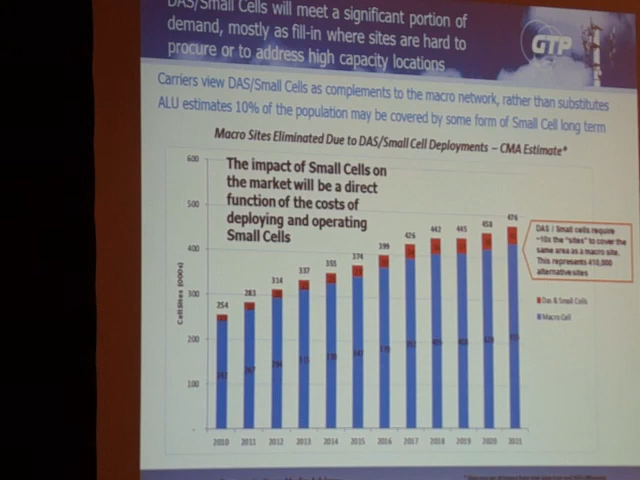 DAS/Small Cells will meet a significant portion of
demand, mostly as fill-in where sites are hard to
procure or to address high capacity locations
GTP
Carriers view DAS/Small Cells as complements to the macro network, rather than substitutes
ALU estimates 10% of the population may be covered by some form of Small Cell long term
Macro Sites Eliminated Due to DAS/Small Cell Deployments – CMA Estimate*
The impact of Small Cells on
the market will be a direct
function of the costs of
deploying and operating
Small Cells
DAS / Small cells require
~10x the "sites" to cover the
same area as a macro site.
This represents 410,000
alternative sites
Cell Sites (000s)
600
500
400
300
200
100
-
254
283
314
337
355
374
399
426
442
445
458
476
Das & Small Cells
Macro Cell
2010
2011
2012
2013
2014
2015
2016
2017
2018
2019
2020
2021